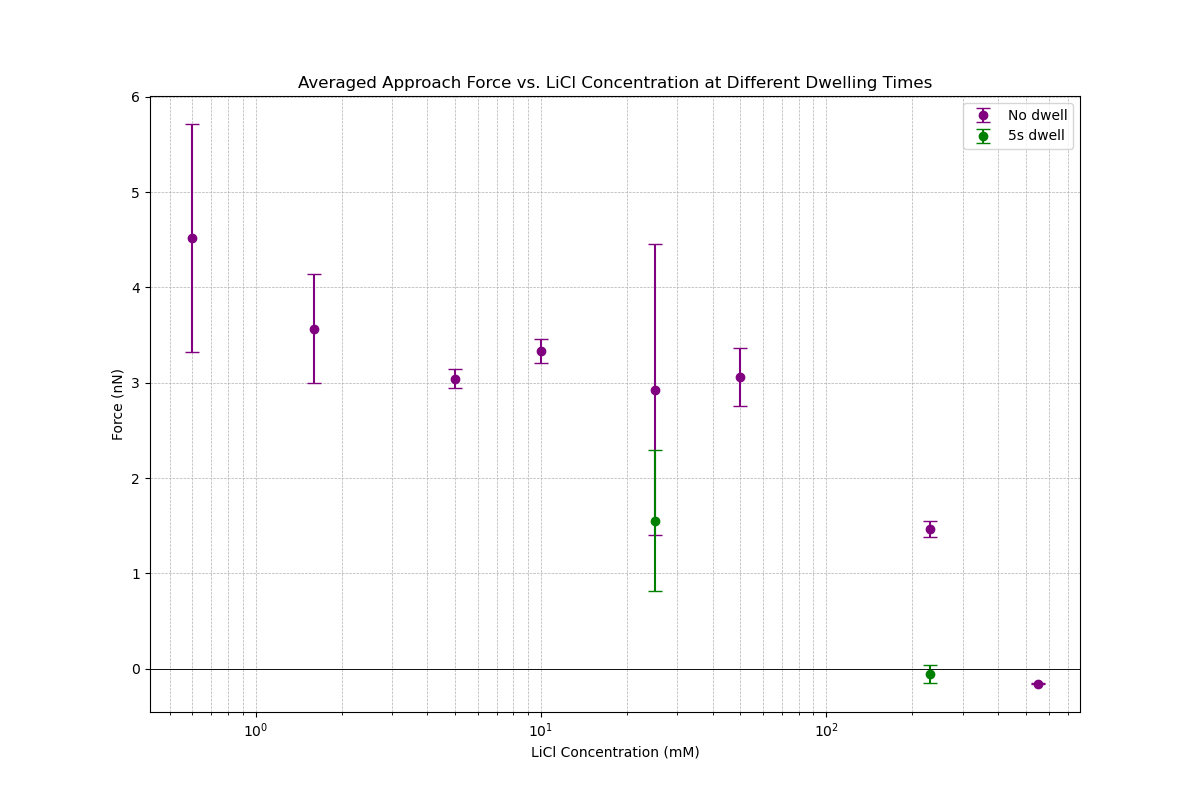 Averaged Approach Force vs. LiCl Concentration at Different Dwelling Times
No dwell
5s dwell
Force (nN)
6
5
4
3
2
1
0
10⁰
10¹
10²
LiCl Concentration (mM)